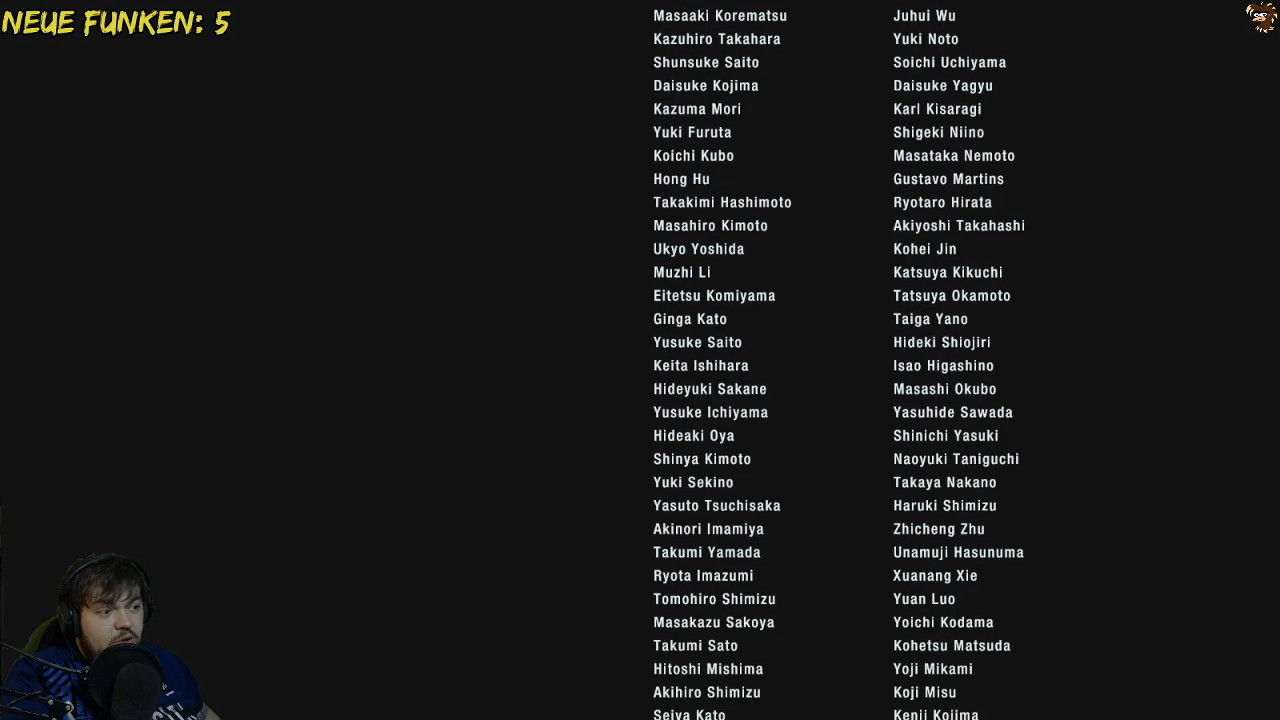 NEUE FUNKEN: 5
Masaaki Korematsu
Kazuhiro Takahara
Shunsuke Saito
Daisuke Kojima
Kazuma Mori
Yuki Furuta
Koichi Kubo
Hong Hu
Takakimi Hashimoto
Masahiro Kimoto
Ukyo Yoshida
Muzhi Li
Eitetsu Komiyama
Ginga Kato
Yusuke Saito
Keita Ishihara
Hideyuki Sakane
Yusuke Ichiyama
Hideaki Oya
Shinya Kimoto
Yuki Sekino
Yasuto Tsuchisaka
Akinori Imamiya
Takumi Yamada
Ryota Imazumi
Tomohiro Shimizu
Masakazu Sakoya
Takumi Sato
Hitoshi Mishima
Akihiro Shimizu
Seiya Kato
Juhui Wu
Yuki Noto
Soichi Uchiyama
Daisuke Yagyu
Karl Kisaragi
Shigeki Niino
Masataka Nemoto
Gustavo Martins
Ryotaro Hirata
Akiyoshi Takahashi
Kohei Jin
Katsuya Kikuchi
Tatsuya Okamoto
Taiga Yano
Hideki Shiojiri
Isao Higashino
Masashi Okubo
Yasuhide Sawada
Shinichi Yasuki
Naoyuki Taniguchi
Takaya Nakano
Haruki Shimizu
Zhicheng Zhu
Unamuji Hasunuma
Xuanang Xie
Yuan Luo
Yoichi Kodama
Kohetsu Matsuda
Yoji Mikami
Koji Misu
Kenji Kojima